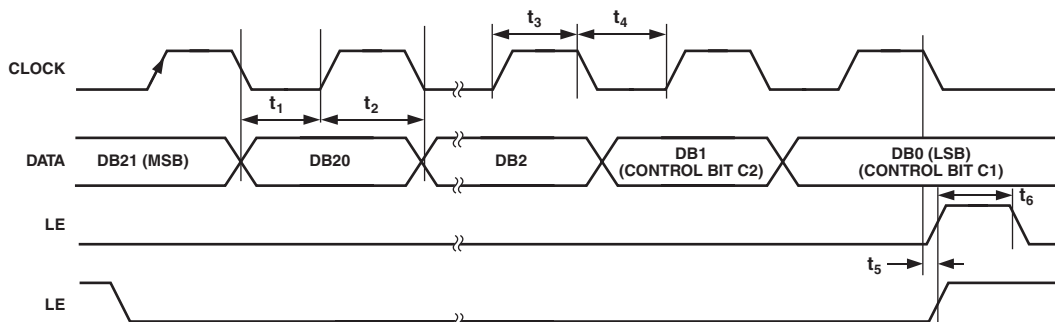 t3
t4
CLOCK
t1
t2
DATA
DB21 (MSB)
DB20
DB2
DB1
(CONTROL BIT C2)
DB0 (LSB)
(CONTROL BIT C1)
t6
LE
t5
LE